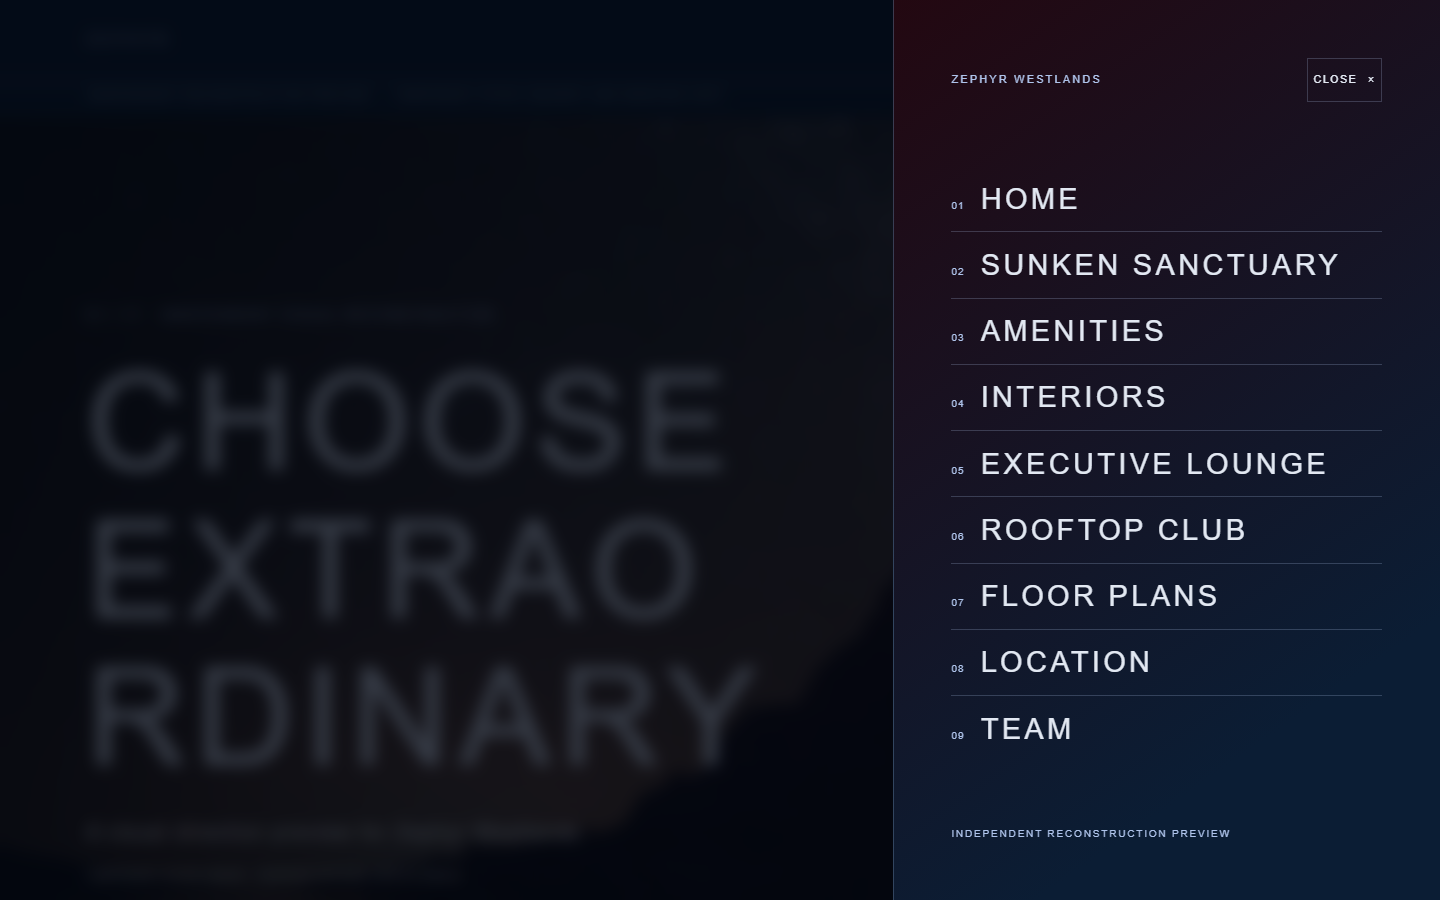 ZEPHYR WESTLANDS
CLOSE ×
01 HOME
02 SUNKEN SANCTUARY
03 AMENITIES
04 INTERIORS
05 EXECUTIVE LOUNGE
06 ROOFTOP CLUB
07 FLOOR PLANS
08 LOCATION
09 TEAM
INDEPENDENT RECONSTRUCTION PREVIEW
CHOOSE
EXTRAO
RDINARY